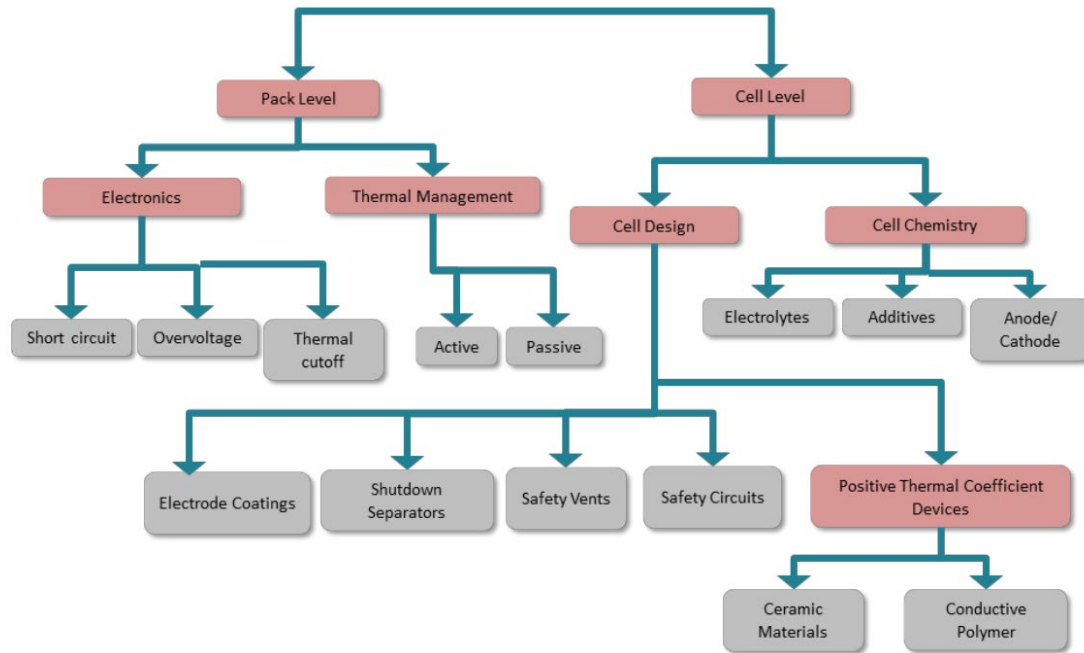 Pack Level
Cell Level
Electronics
Thermal Management
Cell Design
Cell Chemistry
Short circuit
Overvoltage
Thermal
cutoff
Active
Passive
Electrolytes
Additives
Anode/
Cathode
Electrode Coatings
Shutdown
Separators
Safety Vents
Safety Circuits
Positive Thermal Coefficient
Devices
Ceramic
Materials
Conductive
Polymer